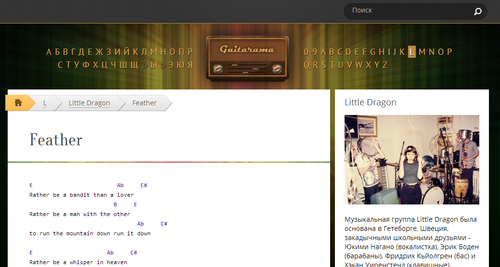 Поиск
А Б В Г Д Е Ж З И Й К Л М Н О П Р
С Т У Ф Х Ц Ч Ш Щ Ъ Ы Ь Э Ю Я
Guitarama
0-9 A B C D E F G H I J K L M N O P
Q R S T U V W X Y Z
L
Little Dragon
Feather
Feather
E Ab C#
Rather be a bandit than a lover
B E
Rather be a man with the other
Ab C#
to run the mountain down run it down
E Ab C#
Rather be a whisper in heaven
Little Dragon
Музыкальная группа Little Dragon была
основана в Гетеборге, Швеция,
закадычными школьными друзьями -
Юкими Нагано (вокалистка), Эрик Боден
(барабаны), Фридрих Кьйолгрен (бас) и
Хэкан Уиренстенд (клавишные).